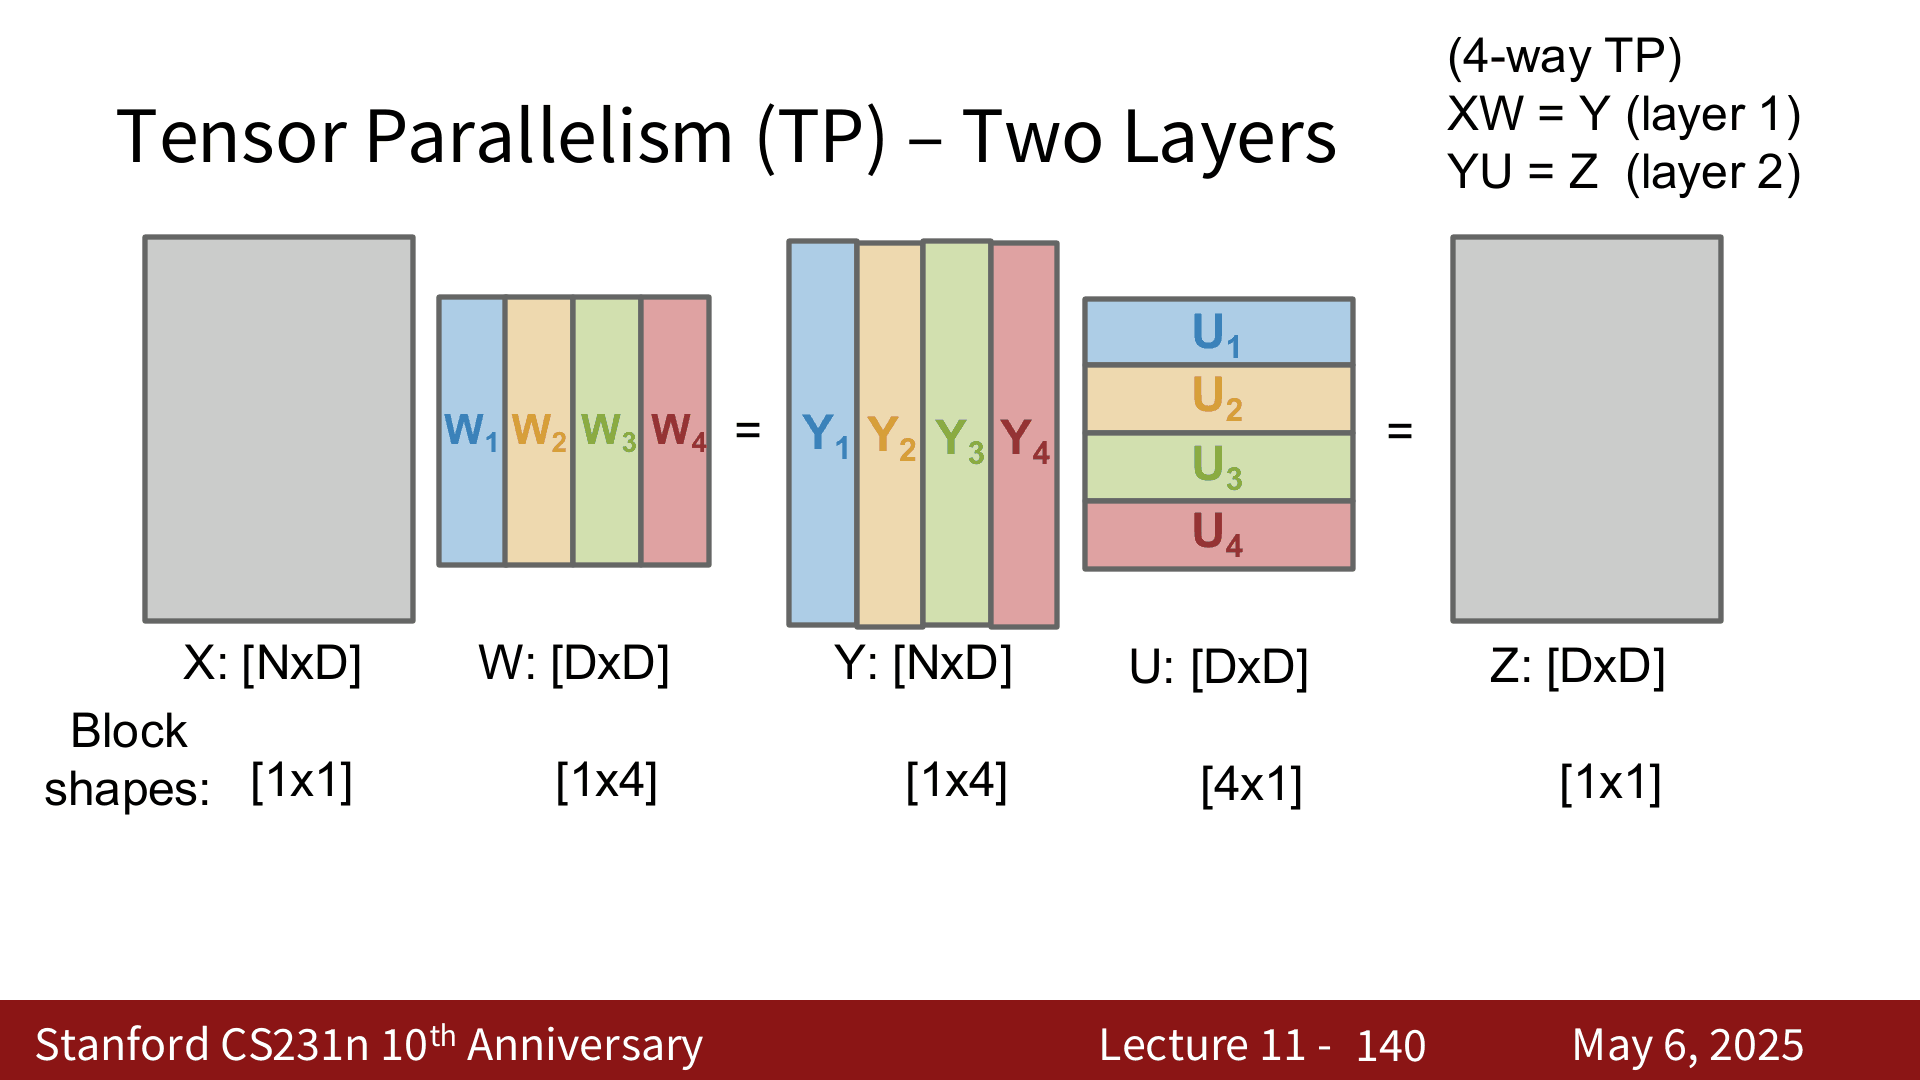 (4-way TP)
XW = Y (layer 1)
YU = Z (layer 2)
Tensor Parallelism (TP) – Two Layers
W₁ W₂ W₃ W₄ = Y₁ Y₂ Y₃ Y₄ =
U₁
U₂
U₃
U₄
X: [NxD] W: [DxD] Y: [NxD] U: [DxD] Z: [DxD]
Block
shapes: [1x1] [1x4] [1x4] [4x1] [1x1]
Stanford CS231n 10th Anniversary Lecture 11 - 140 May 6, 2025